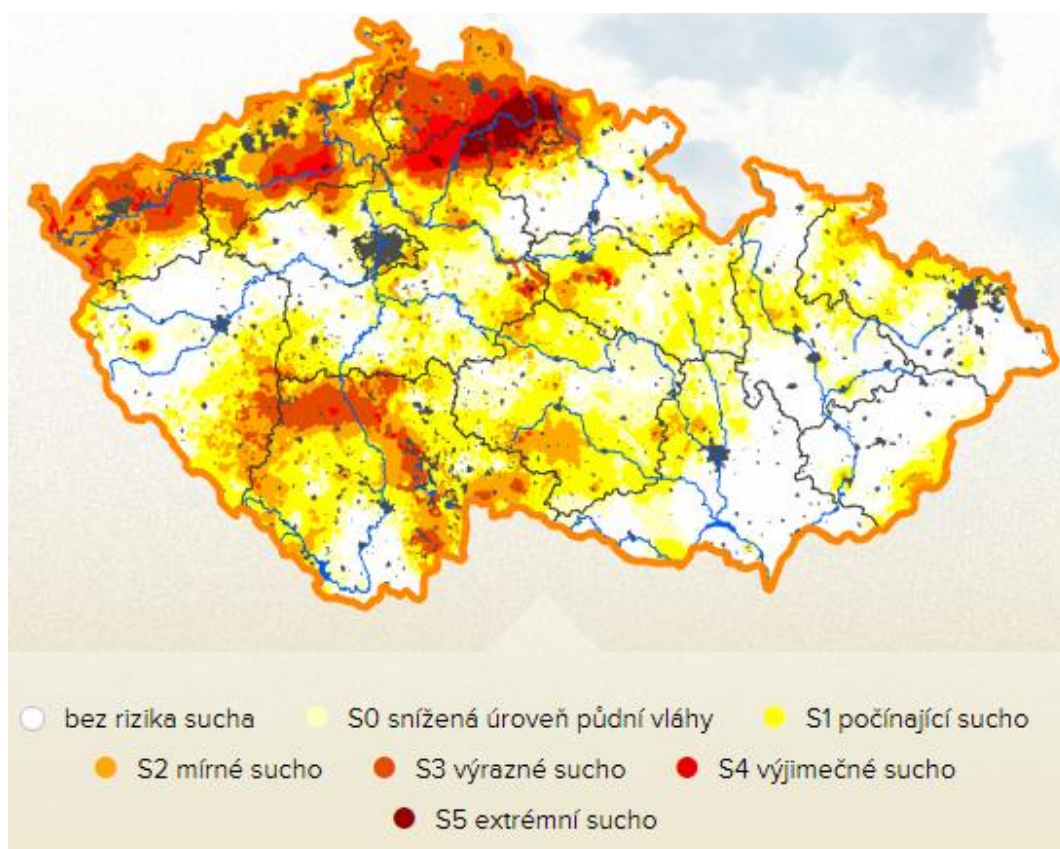 bez rizika sucha S0 snížená úroveň půdní vláhy S1 počínající sucho
S2 mírné sucho S3 výrazné sucho S4 výjimečné sucho
S5 extrémní sucho